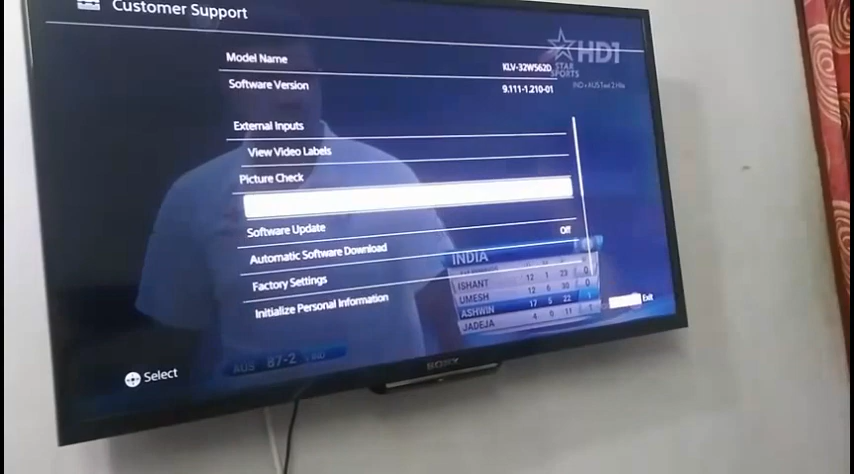 Customer Support
Model Name KLV-32W562D
Software Version 9.111-1.210-01
External Inputs
View Video Labels
Picture Check
Software Update
Automatic Software Download Off
Factory Settings
Initialize Personal Information
Select
Exit
STAR SPORTS HD1
INDIA
ISHANT 12 1 23 0
UMESH 12 6 30 0
ASHWIN 17 5 22 1
JADEJA 4 0 11 1
AUS 87-2
SONY